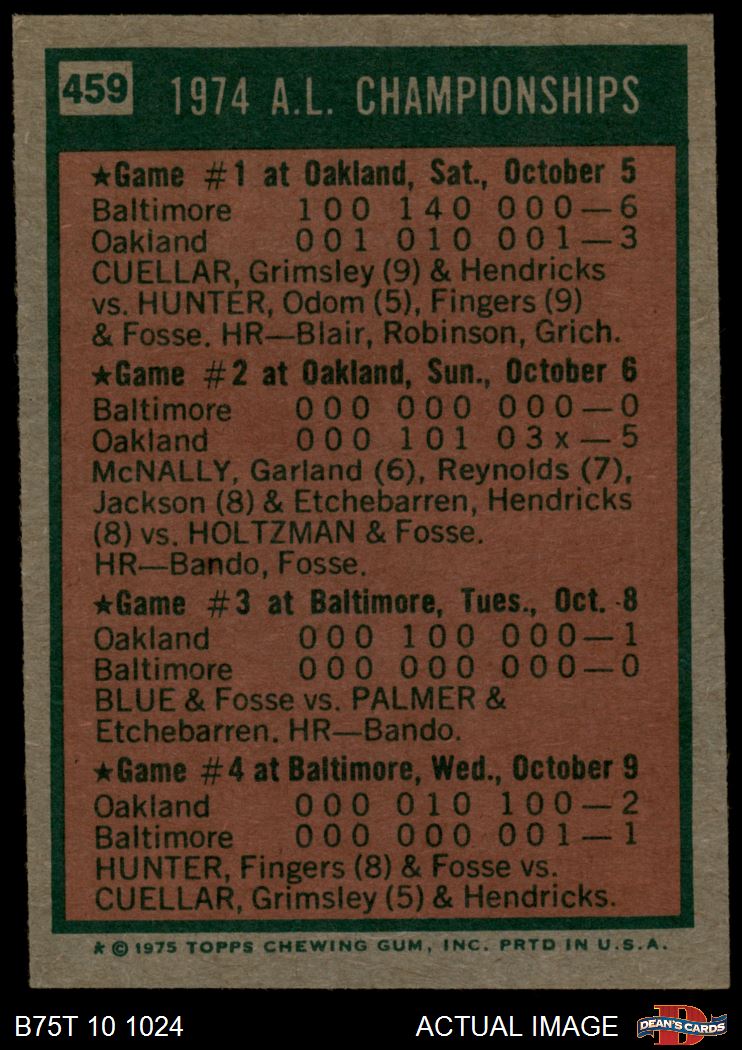 459 1974 A.L. CHAMPIONSHIPS
★Game #1 at Oakland, Sat., October 5
Baltimore 100 140 000—6
Oakland 001 010 001—3
CUELLAR, Grimsley (9) & Hendricks
vs. HUNTER, Odom (5), Fingers (9)
& Fosse. HR—Blair, Robinson, Grich.
★Game #2 at Oakland, Sun., October 6
Baltimore 000 000 000—0
Oakland 000 101 03x—5
McNALLY, Garland (6), Reynolds (7),
Jackson (8) & Etchebarren, Hendricks
(8) vs. HOLTZMAN & Fosse.
HR—Bando, Fosse.
★Game #3 at Baltimore, Tues., Oct. 8
Oakland 000 100 000—1
Baltimore 000 000 000—0
BLUE & Fosse vs. PALMER &
Etchebarren. HR—Bando.
★Game #4 at Baltimore, Wed., October 9
Oakland 000 010 100—2
Baltimore 000 000 001—1
HUNTER, Fingers (8) & Fosse vs.
CUELLAR, Grimsley (5) & Hendricks.
★ © 1975 TOPPS CHEWING GUM, INC. PRTD IN U.S.A.
B75T 10 1024 ACTUAL IMAGE D DEAN'S CARDS